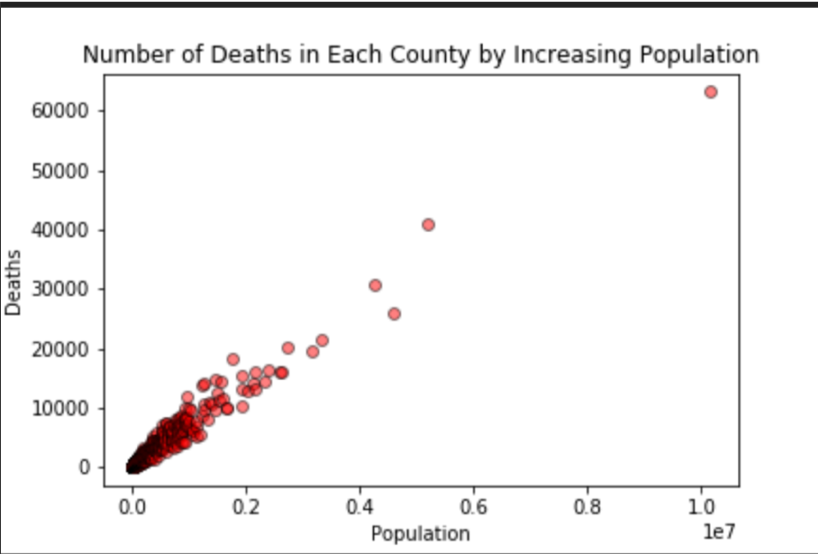 Number of Deaths in Each County by Increasing Population
60000
50000
40000
30000
20000
10000
0
Deaths
0.0 0.2 0.4 0.6 0.8 1.0
1e7
Population